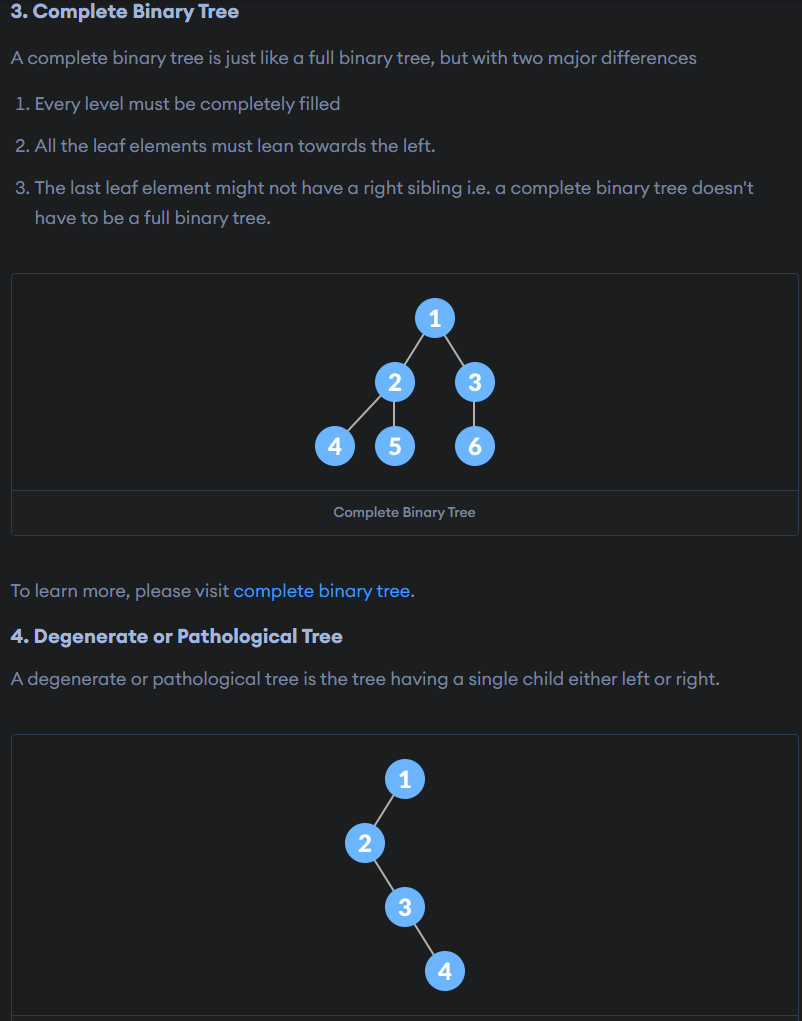 3. Complete Binary Tree
A complete binary tree is just like a full binary tree, but with two major differences
1. Every level must be completely filled
2. All the leaf elements must lean towards the left.
3. The last leaf element might not have a right sibling i.e. a complete binary tree doesn't
have to be a full binary tree.
1
2 3
4 5 6
Complete Binary Tree
To learn more, please visit complete binary tree.
4. Degenerate or Pathological Tree
A degenerate or pathological tree is the tree having a single child either left or right.
1
2
3
4